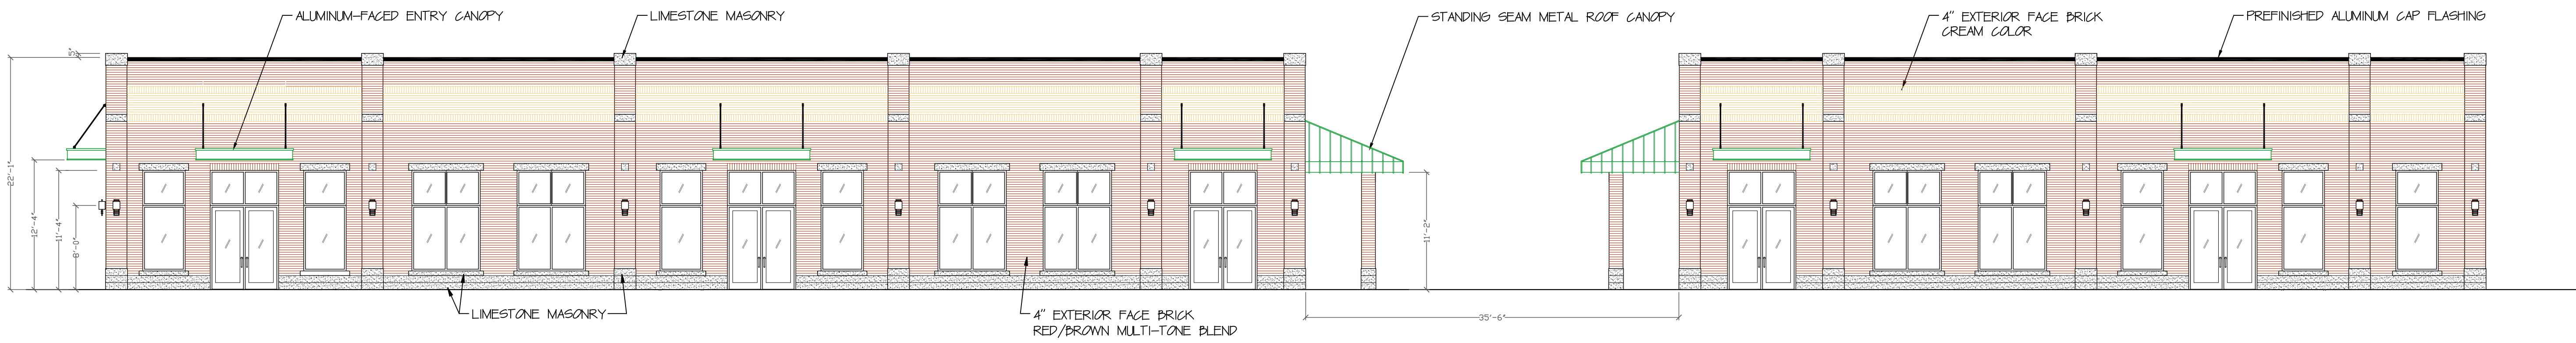 ALUMINUM-FACED ENTRY CANOPY
LIMESTONE MASONRY
STANDING SEAM METAL ROOF CANOPY
4" EXTERIOR FACE BRICK
CREAM COLOR
PREFINISHED ALUMINUM CAP FLASHING
5"
22'-1"
12'-4"
11'-4"
8'-0"
11'-2"
LIMESTONE MASONRY
4" EXTERIOR FACE BRICK
RED/BROWN MULTI-TONE BLEND
35'-6"